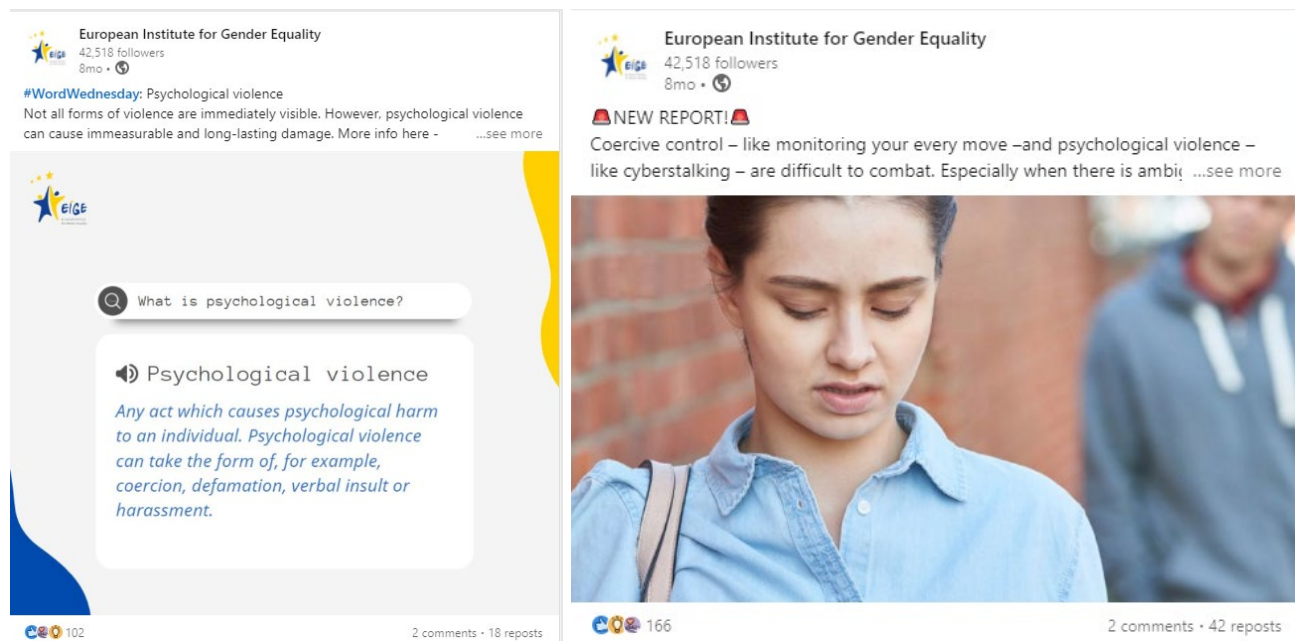 European Institute for Gender Equality
42,518 followers
8mo •
#WordWednesday: Psychological violence
Not all forms of violence are immediately visible. However, psychological violence
can cause immeasurable and long-lasting damage. More info here - ...see more
EIGE
What is psychological violence?
Psychological violence
Any act which causes psychological harm
to an individual. Psychological violence
can take the form of, for example,
coercion, defamation, verbal insult or
harassment.
102
2 comments • 18 reposts
European Institute for Gender Equality
42,518 followers
8mo •
🚨NEW REPORT!🚨
Coercive control – like monitoring your every move –and psychological violence –
like cyberstalking – are difficult to combat. Especially when there is ambig ...see more
166
2 comments • 42 reposts